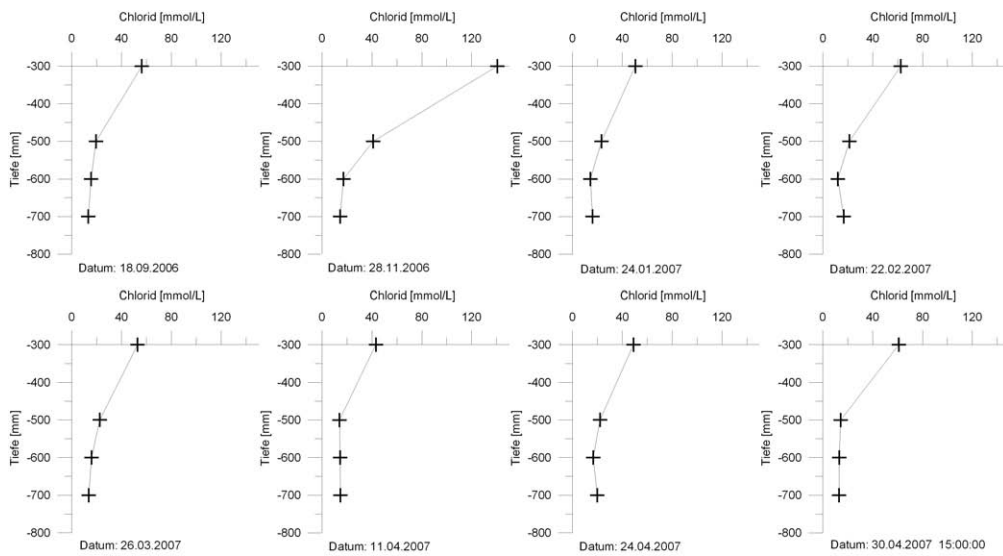 Chlorid [mmol/L] Chlorid [mmol/L] Chlorid [mmol/L] Chlorid [mmol/L]
0 40 80 120 0 40 80 120 0 40 80 120 0 40 80 120
-300 -300 -300 -300
-400 -400 -400 -400
-500 -500 -500 -500
Tiefe [mm] Tiefe [mm] Tiefe [mm] Tiefe [mm]
-600 -600 -600 -600
-700 -700 -700 -700
-800 -800 -800 -800
Datum: 18.09.2006 Datum: 28.11.2006 Datum: 24.01.2007 Datum: 22.02.2007
Chlorid [mmol/L] Chlorid [mmol/L] Chlorid [mmol/L] Chlorid [mmol/L]
0 40 80 120 0 40 80 120 0 40 80 120 0 40 80 120
-300 -300 -300 -300
-400 -400 -400 -400
-500 -500 -500 -500
Tiefe [mm] Tiefe [mm] Tiefe [mm] Tiefe [mm]
-600 -600 -600 -600
-700 -700 -700 -700
-800 -800 -800 -800
Datum: 26.03.2007 Datum: 11.04.2007 Datum: 24.04.2007 Datum: 30.04.2007 15:00:00